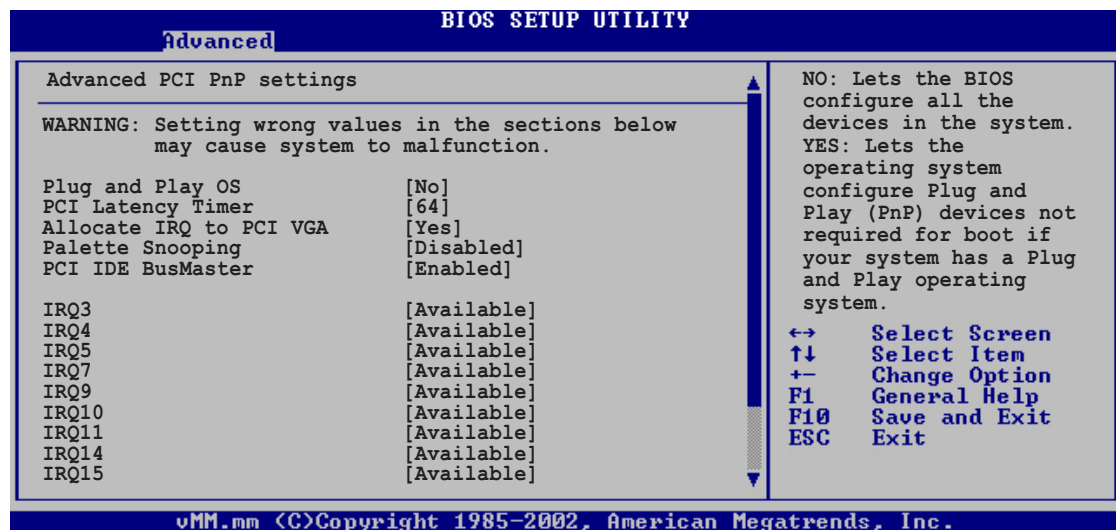 BIOS SETUP UTILITY
Advanced
Advanced PCI PnP settings
WARNING: Setting wrong values in the sections below
may cause system to malfunction.
Plug and Play OS [No]
PCI Latency Timer [64]
Allocate IRQ to PCI VGA [Yes]
Palette Snooping [Disabled]
PCI IDE BusMaster [Enabled]
IRQ3 [Available]
IRQ4 [Available]
IRQ5 [Available]
IRQ7 [Available]
IRQ9 [Available]
IRQ10 [Available]
IRQ11 [Available]
IRQ14 [Available]
IRQ15 [Available]
NO: Lets the BIOS
configure all the
devices in the system.
YES: Lets the
operating system
configure Plug and
Play (PnP) devices not
required for boot if
your system has a Plug
and Play operating
system.
←→ Select Screen
↑↓ Select Item
+- Change Option
F1 General Help
F10 Save and Exit
ESC Exit
vMM.mm (C)Copyright 1985-2002, American Megatrends, Inc.